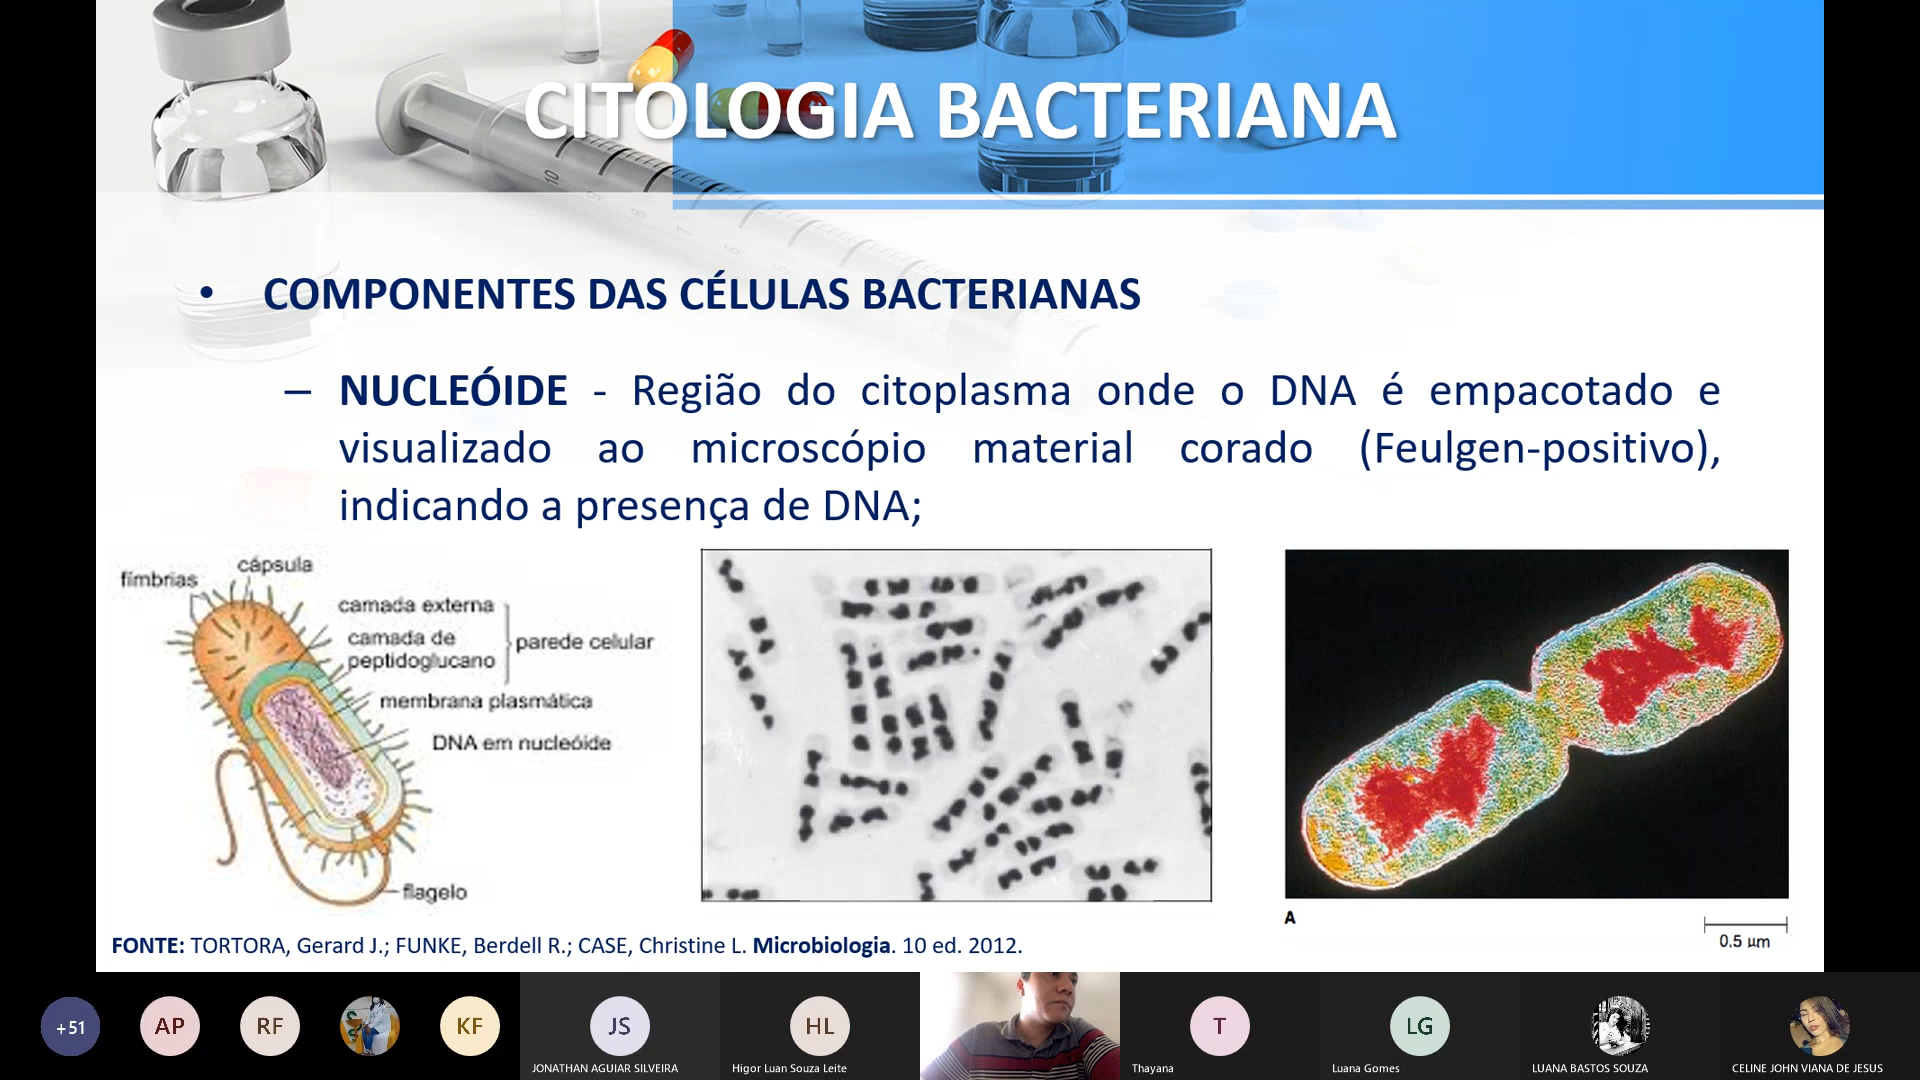 CITOLOGIA BACTERIANA
• COMPONENTES DAS CÉLULAS BACTERIANAS
– NUCLEÓIDE - Região do citoplasma onde o DNA é empacotado e
visualizado ao microscópio material corado (Feulgen-positivo),
indicando a presença de DNA;
cápsula
fímbrias
camada externa
camada de
peptidoglucano
parede celular
membrana plasmática
DNA em nucleóide
flagelo
A
0.5 µm
FONTE: TORTORA, Gerard J.; FUNKE, Berdell R.; CASE, Christine L. Microbiologia. 10 ed. 2012.
+51
AP
RF
KF
JS
HL
T
LG
JONATHAN AGUIAR SILVEIRA
Higor Luan Souza Leite
Thayana
Luana Gomes
LUANA BASTOS SOUZA
CELINE JOHN VIANA DE JESUS